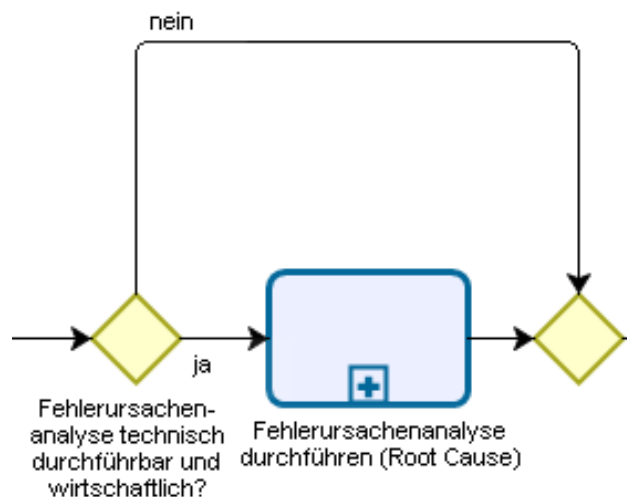 nein
ja
Fehlerursachen-
analyse technisch
durchführbar und
wirtschaftlich?
Fehlerursachenanalyse
durchführen (Root Cause)